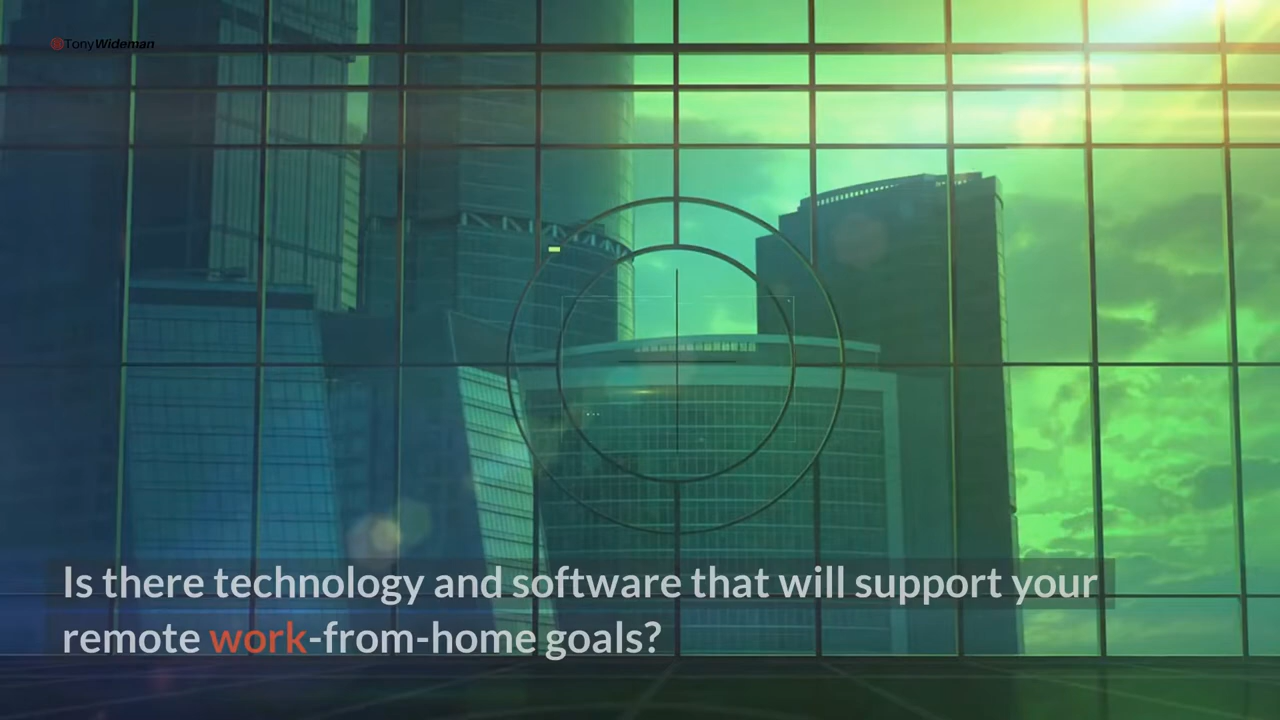 TonyWideman
Is there technology and software that will support your
remote work-from-home goals?